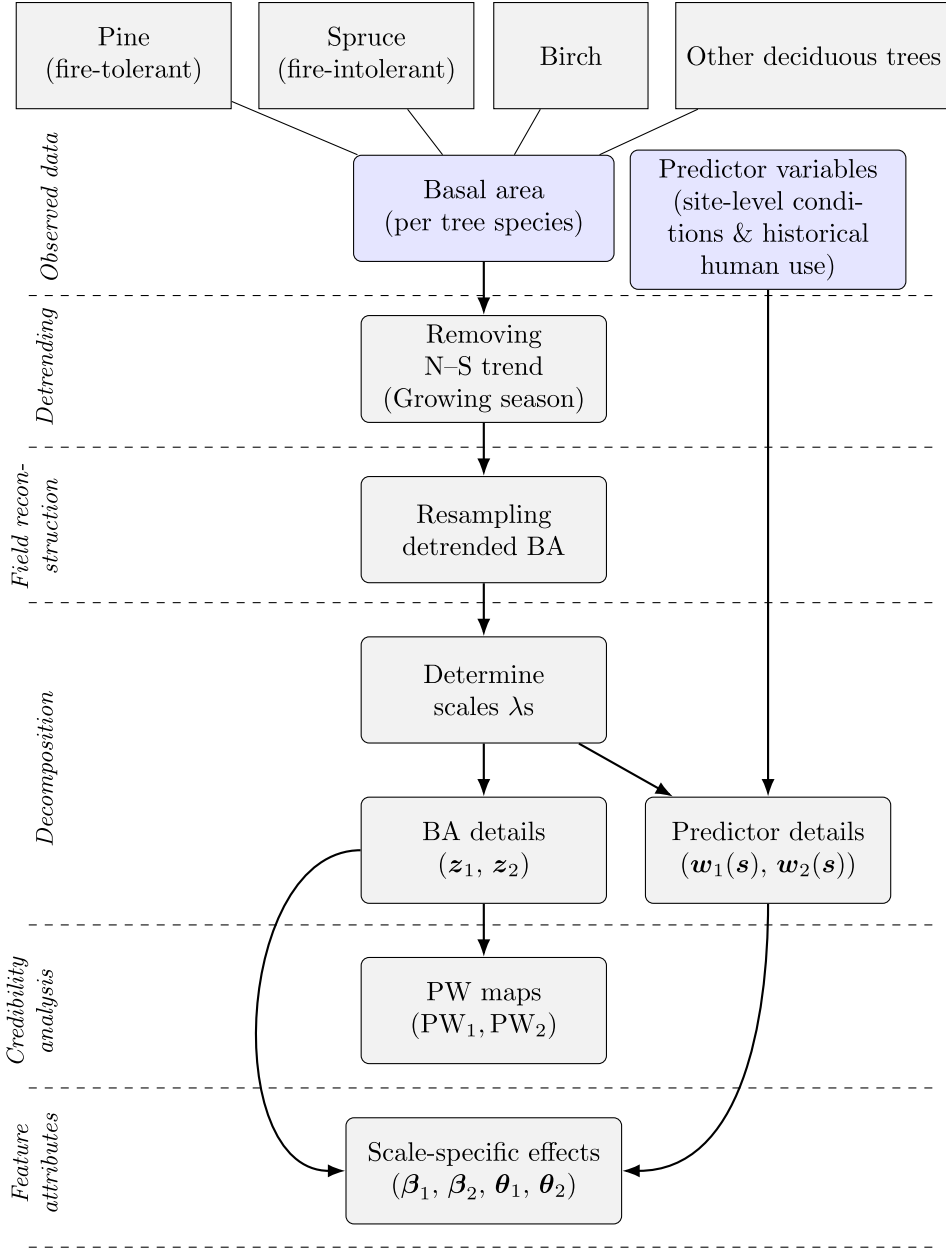 Pine
(fire-tolerant)
Spruce
(fire-intolerant)
Birch
Other deciduous trees
Observed data
Basal area
(per tree species)
Predictor variables
(site-level condi-
tions & historical
human use)
Detrending
Removing
N–S trend
(Growing season)
Field recon-
struction
Resampling
detrended BA
Decomposition
Determine
scales λs
BA details
(𝒛₁, 𝒛₂)
Predictor details
(𝒘₁(𝒔), 𝒘₂(𝒔))
Credibility
analysis
PW maps
(PW₁, PW₂)
Feature
attributes
Scale-specific effects
(𝜷₁, 𝜷₂, 𝜽₁, 𝜽₂)